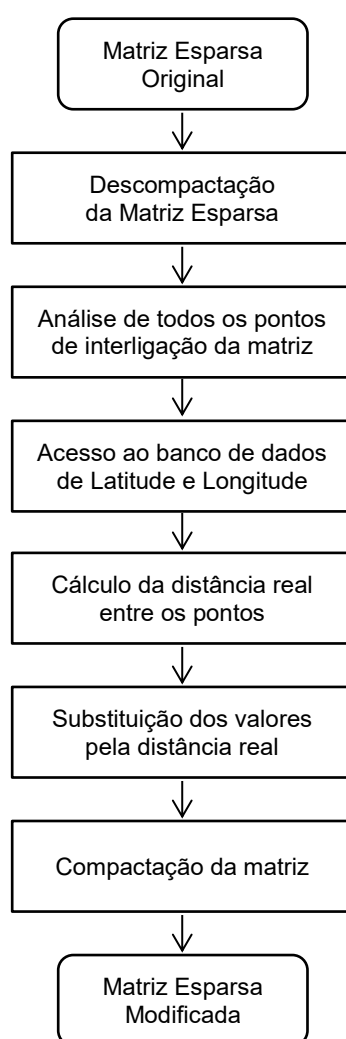 Matriz Esparsa
Original
Descompactação
da Matriz Esparsa
Análise de todos os pontos
de interligação da matriz
Acesso ao banco de dados
de Latitude e Longitude
Cálculo da distância real
entre os pontos
Substituição dos valores
pela distância real
Compactação da matriz
Matriz Esparsa
Modificada